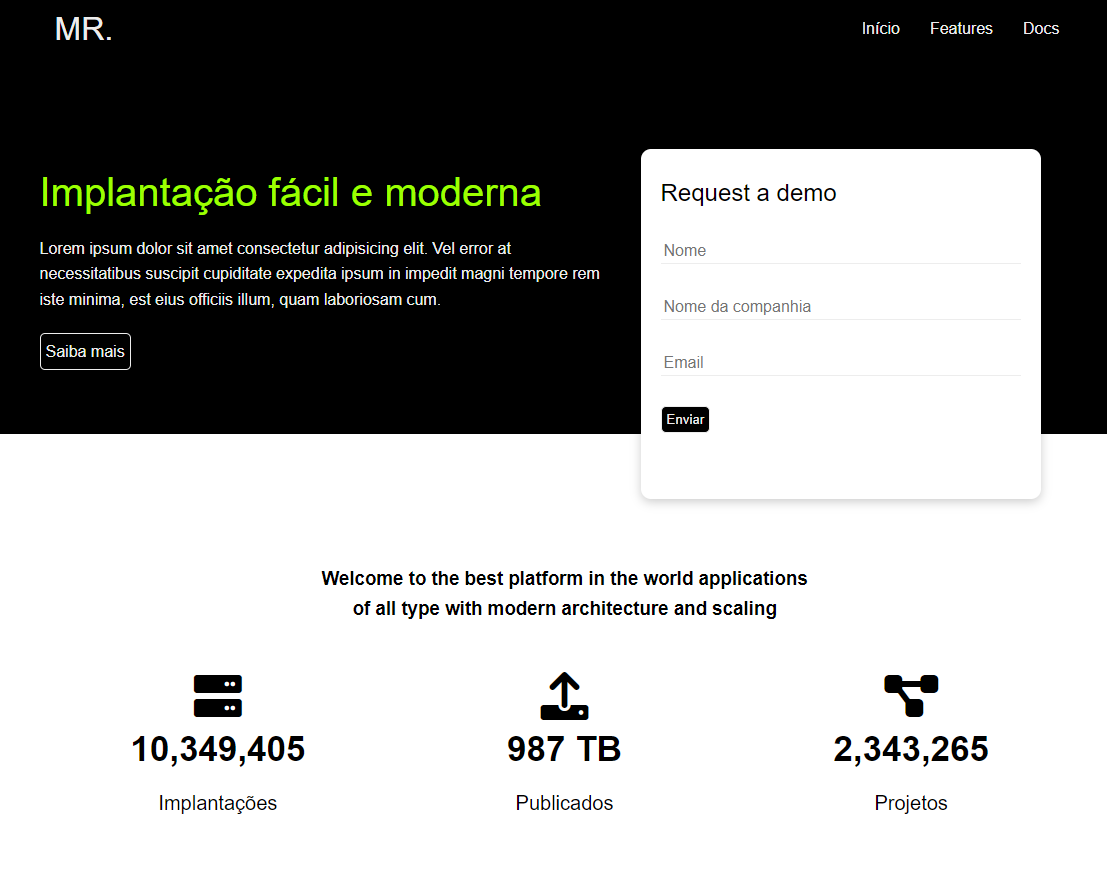 MR.
Início
Features
Docs
Implantação fácil e moderna
Lorem ipsum dolor sit amet consectetur adipisicing elit. Vel error at
necessitatibus suscipit cupiditate expedita ipsum in impedit magni tempore rem
iste minima, est eius officiis illum, quam laboriosam cum.
Saiba mais
Request a demo
Nome
Nome da companhia
Email
Enviar
Welcome to the best platform in the world applications
of all type with modern architecture and scaling
10,349,405
Implantações
987 TB
Publicados
2,343,265
Projetos